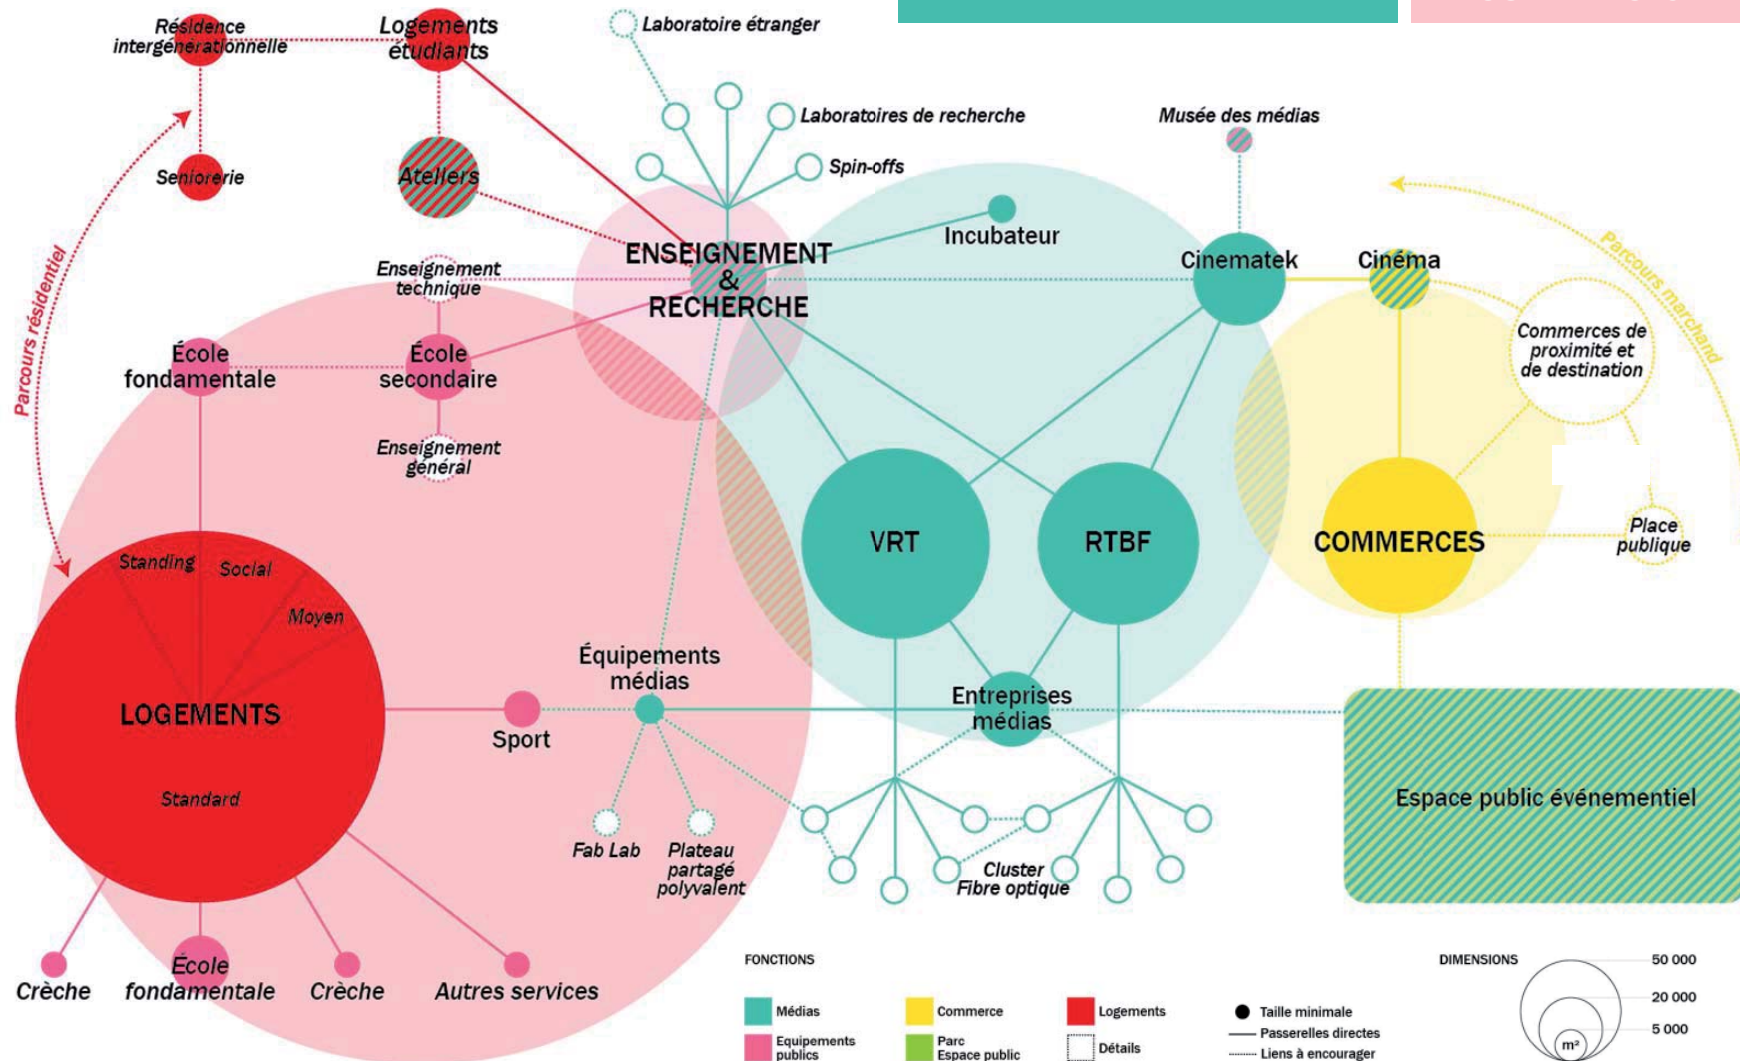 Résidence
intergénérationnelle
Logements
étudiants
Laboratoire étranger
Laboratoires de recherche
Spin-offs
Musée des médias
Seniorerie
Ateliers
Parcours résidentiel
Enseignement
technique
ENSEIGNEMENT
&
RECHERCHE
Incubateur
Cinematek
Cinéma
Parcours marchand
Commerces de
proximité et
de destination
École
fondamentale
École
secondaire
Enseignement
général
VRT
RTBF
COMMERCES
Place
publique
Standing
Social
Moyen
LOGEMENTS
Standard
Sport
Équipements
médias
Entreprises
médias
Espace public événementiel
Fab Lab
Plateau
partagé
polyvalent
Cluster
Fibre optique
Crèche
École
fondamentale
Crèche
Autres services
FONCTIONS
Médias
Commerce
Logements
Equipements
publics
Parc
Espace public
Détails
Taille minimale
Passerelles directes
Liens à encourager
DIMENSIONS
50 000
20 000
5 000
m²